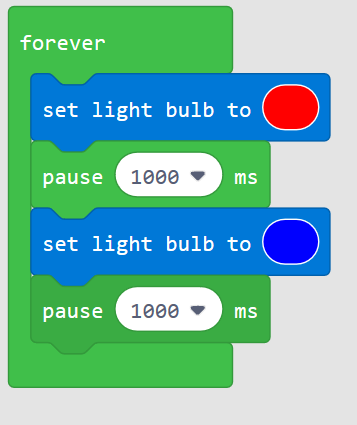 forever
set light bulb to
pause 1000 ms
set light bulb to
pause 1000 ms